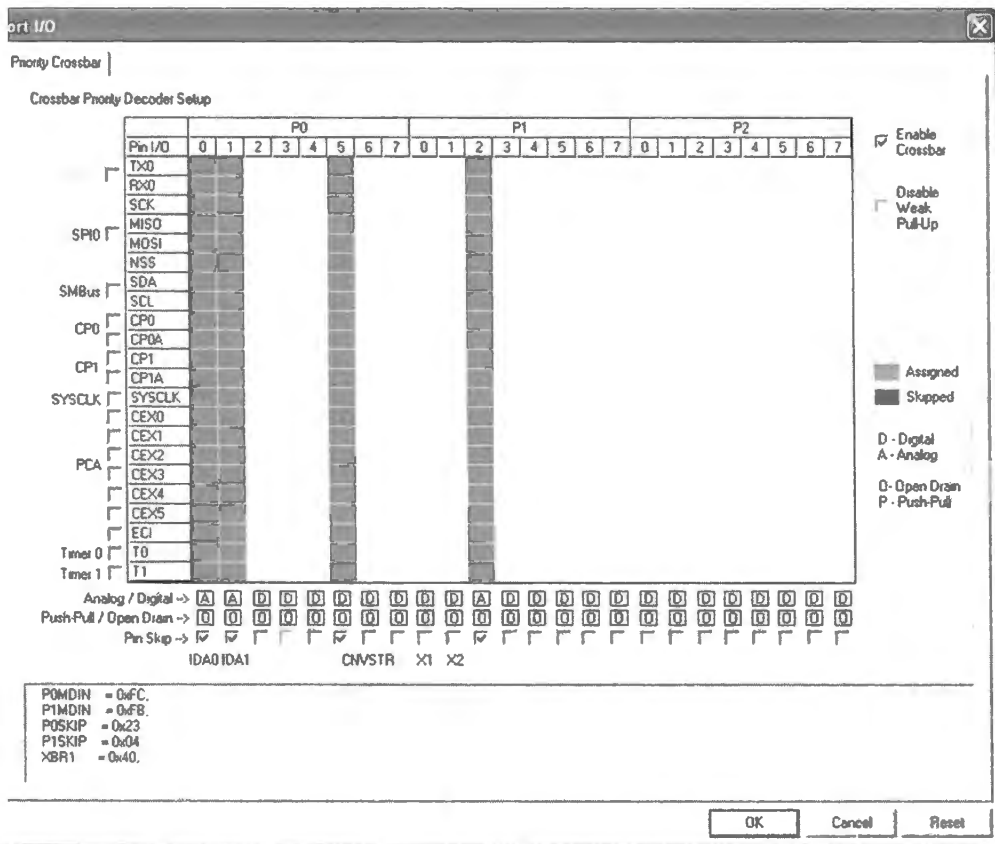 ort I/O
Priority Crossbar
Crossbar Priority Decoder Setup
P0 P1 P2
Pin I/O 0 1 2 3 4 5 6 7 0 1 2 3 4 5 6 7 0 1 2 3 4 5 6 7
TX0
RX0
SCK
SPI0 MISO
MOSI
NSS
SMBus SDA
SCL
CP0 CP0
CP0A
CP1 CP1
CP1A
SYSCLK SYSCLK
CEX0
CEX1
PCA CEX2
CEX3
CEX4
CEX5
ECI
Timer 0 T0
Timer 1 T1
Analog / Digital -> A A D D D D D D D D A D D D D D D D D D D D D D
Push-Pull / Open Drain -> O O O O O O O O O O O O O O O O O O O O O O O O
Pin Skip ->
IDA0 IDA1 CNVSTR X1 X2
Enable
Crossbar
Disable
Weak
Pull-Up
Assigned
Skipped
D - Digital
A - Analog
O - Open Drain
P - Push-Pull
P0MDIN = 0xFC,
P1MDIN = 0xFB,
P0SKIP = 0x23
P1SKIP = 0x04
XBR1 = 0x40,
OK Cancel Reset